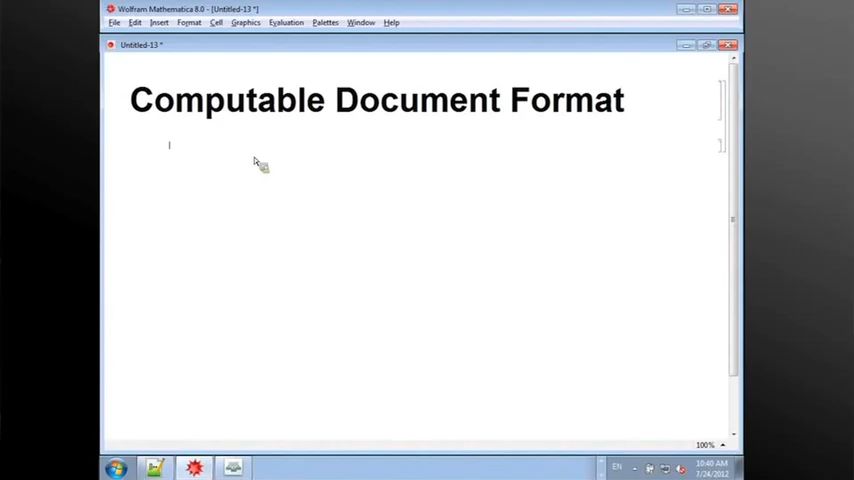 Wolfram Mathematica 8.0 - [Untitled-13 *]
File Edit Insert Format Cell Graphics Evaluation Palettes Window Help
Untitled-13 *
Computable Document Format
100%
EN
10:40 AM
7/24/2012